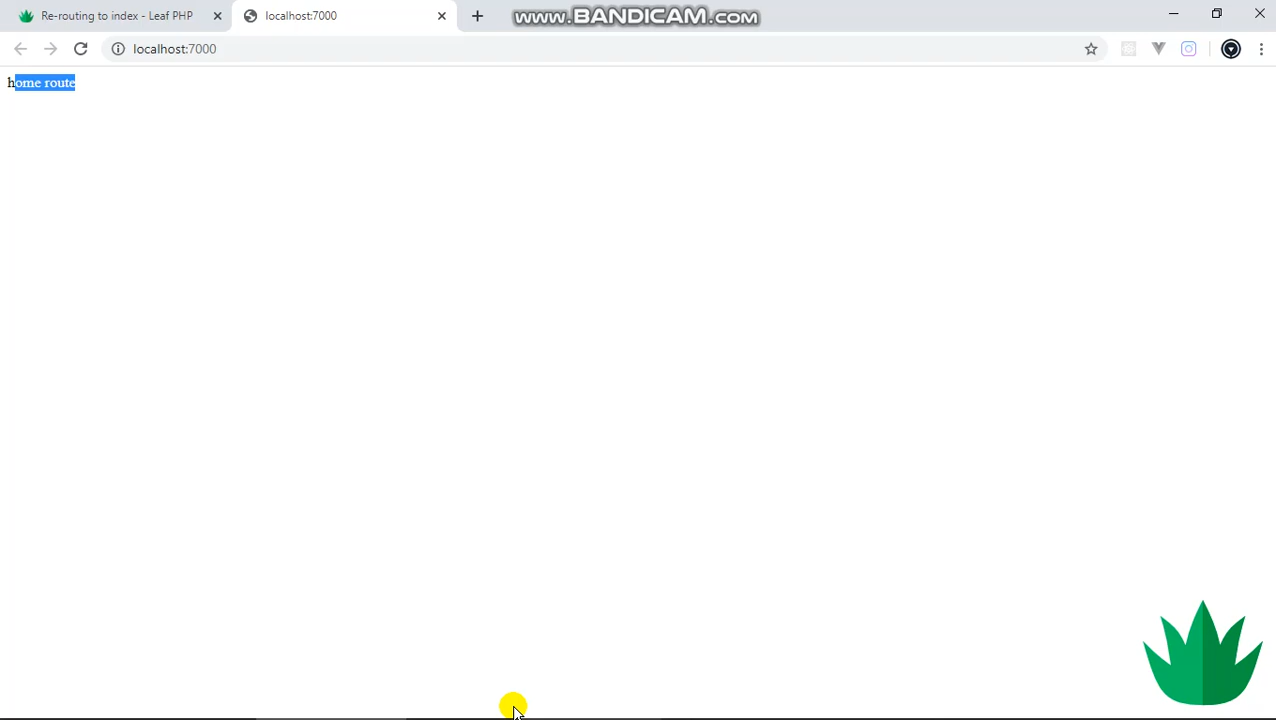 Re-routing to index - Leaf PHP
localhost:7000
www.BANDICAM.com
localhost:7000
home route